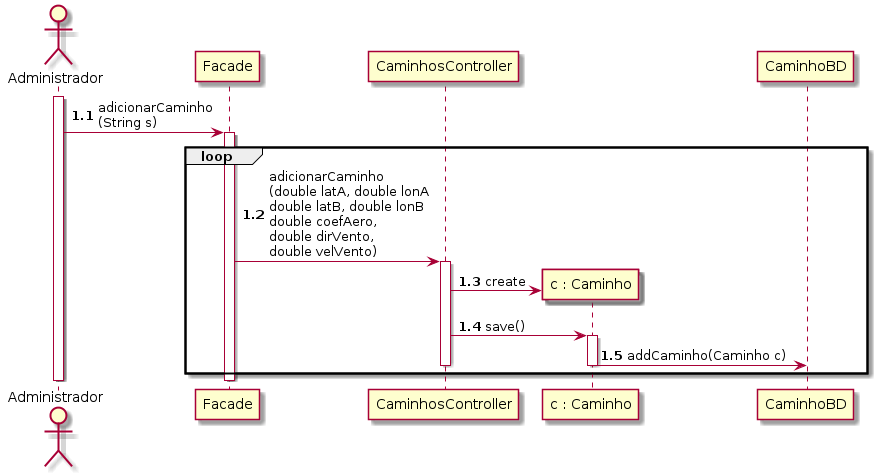 Administrador
Facade
CaminhosController
CaminhoBD
1.1 adicionarCaminho
(String s)
loop
1.2 adicionarCaminho
(double latA, double lonA
double latB, double lonB
double coefAero,
double dirVento,
double velVento)
1.3 create
c : Caminho
1.4 save()
1.5 addCaminho(Caminho c)
Administrador
Facade
CaminhosController
c : Caminho
CaminhoBD